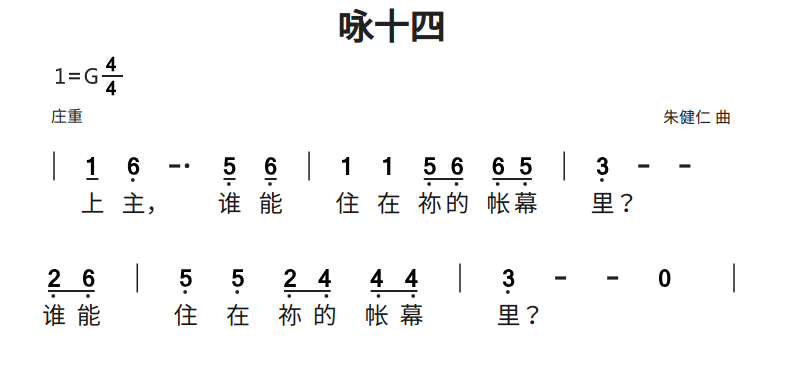 咏十四
1=G 4/4
庄重
朱健仁 曲
| 1 6 -· 5 6 | 1 1 5 6 6 5 | 3 - -
上 主， 谁 能 住 在 祢 的 帐 幕 里？
2 6 | 5 5 2 4 4 4 | 3 - - 0 |
谁 能 住 在 祢 的 帐 幕 里？